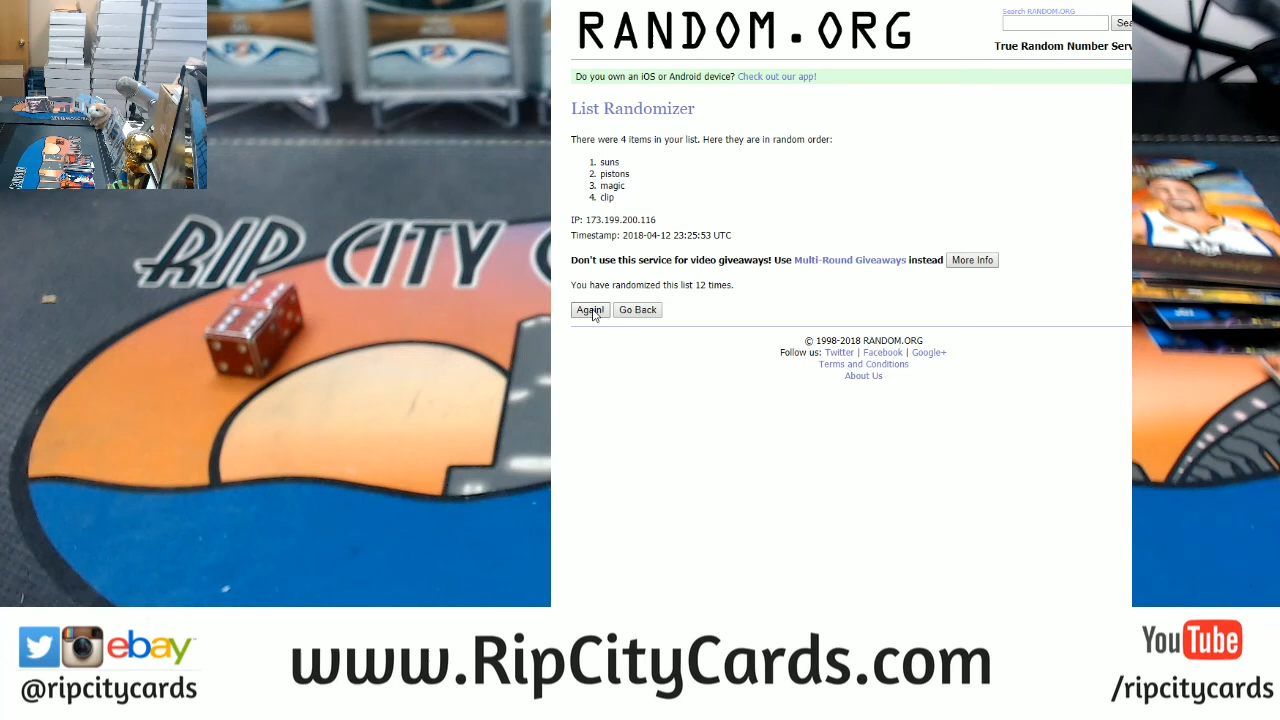 RANDOM.ORG
Search RANDOM.ORG
Sea
True Random Number Serv
Do you own an iOS or Android device? Check out our app!
List Randomizer
There were 4 items in your list. Here they are in random order:
1. suns
2. pistons
3. magic
4. clip
IP: 173.199.200.116
Timestamp: 2018-04-12 23:25:53 UTC
Don't use this service for video giveaways! Use Multi-Round Giveaways instead More Info
You have randomized this list 12 times.
Again! Go Back
© 1998-2018 RANDOM.ORG
Follow us: Twitter | Facebook | Google+
Terms and Conditions
About Us
RIP CITY C
ebay
@ripcitycards
www.RipCityCards.com
YouTube
/ripcitycards